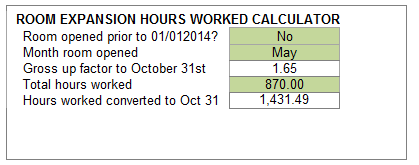 ROOM EXPANSION HOURS WORKED CALCULATOR
Room opened prior to 01/012014? No
Month room opened May
Gross up factor to October 31st 1.65
Total hours worked 870.00
Hours worked converted to Oct 31 1,431.49